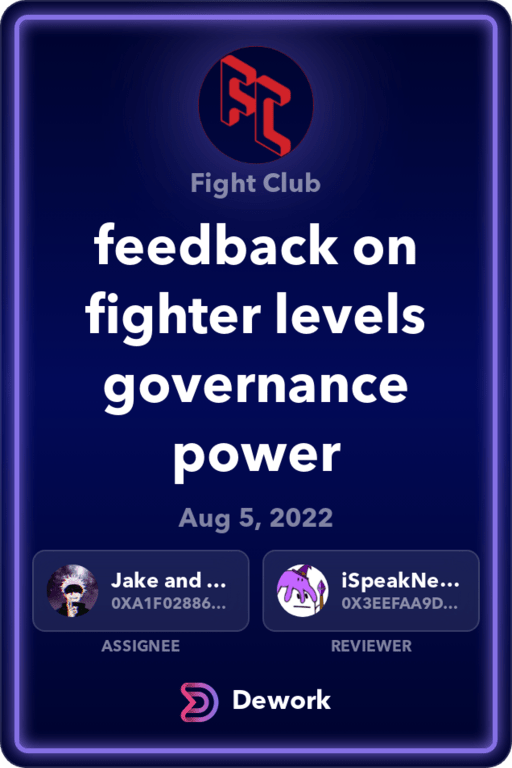 FC
Fight Club
feedback on
fighter levels
governance
power
Aug 5, 2022
Jake and ...
0XA1F02886...
iSpeakNe...
0X3EEFAA9D...
ASSIGNEE
REVIEWER
Dework